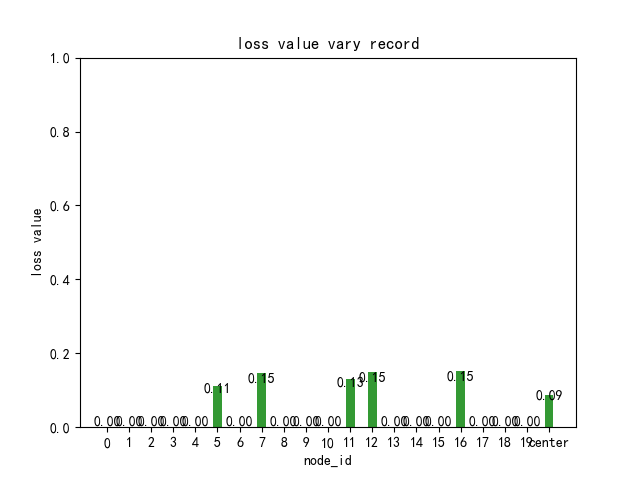 loss value vary record
1.0
0.8
0.6
0.4
0.2
0.0
loss value
0.00 0.00 0.00 0.00 0.00 0.11 0.00 0.15 0.00 0.00 0.00 0.13 0.15 0.00 0.00 0.00 0.15 0.00 0.00 0.00 0.09
0 1 2 3 4 5 6 7 8 9 10 11 12 13 14 15 16 17 18 19 center
node_id